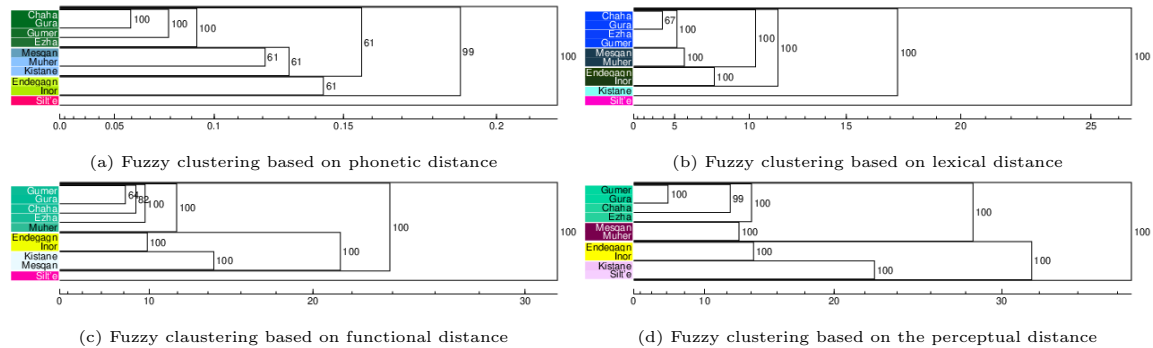 Chaha
Gura
Gumer
Ezha
Mesqan
Muher
Kistane
Endegagn
Inor
Silt'e
100
100
100
61
61
61
61
99
100
0.0 0.05 0.1 0.15 0.2
(a) Fuzzy clustering based on phonetic distance
Chaha
Gura
Ezha
Gumer
Mesqan
Muher
Endegagn
Inor
Kistane
Silt'e
67
100
100
100
100
100
100
100
0 5 10 15 20 25
(b) Fuzzy clustering based on lexical distance
Gumer
Gura
Chaha
Ezha
Muher
Endegagn
Inor
Kistane
Mesqan
Silt'e
64
82
100
100
100
100
100
100
100
0 10 20 30
(c) Fuzzy claustering based on functional distance
Gumer
Gura
Chaha
Ezha
Mesqan
Muher
Endegagn
Inor
Kistane
Silt'e
100
99
100
100
100
100
100
100
100
0 10 20 30
(d) Fuzzy clustering based on the perceptual distance